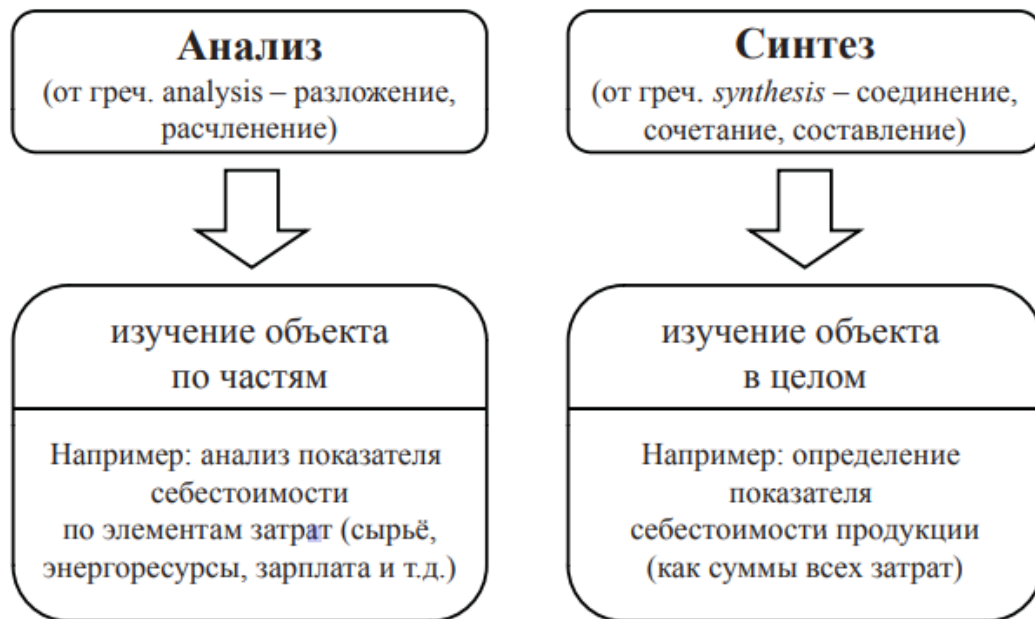 Анализ
(от греч. analysis – разложение,
расчленение)
изучение объекта
по частям
Например: анализ показателя
себестоимости
по элементам затрат (сырьё,
энергоресурсы, зарплата и т.д.)
Синтез
(от греч. synthesis – соединение,
сочетание, составление)
изучение объекта
в целом
Например: определение
показателя
себестоимости продукции
(как суммы всех затрат)